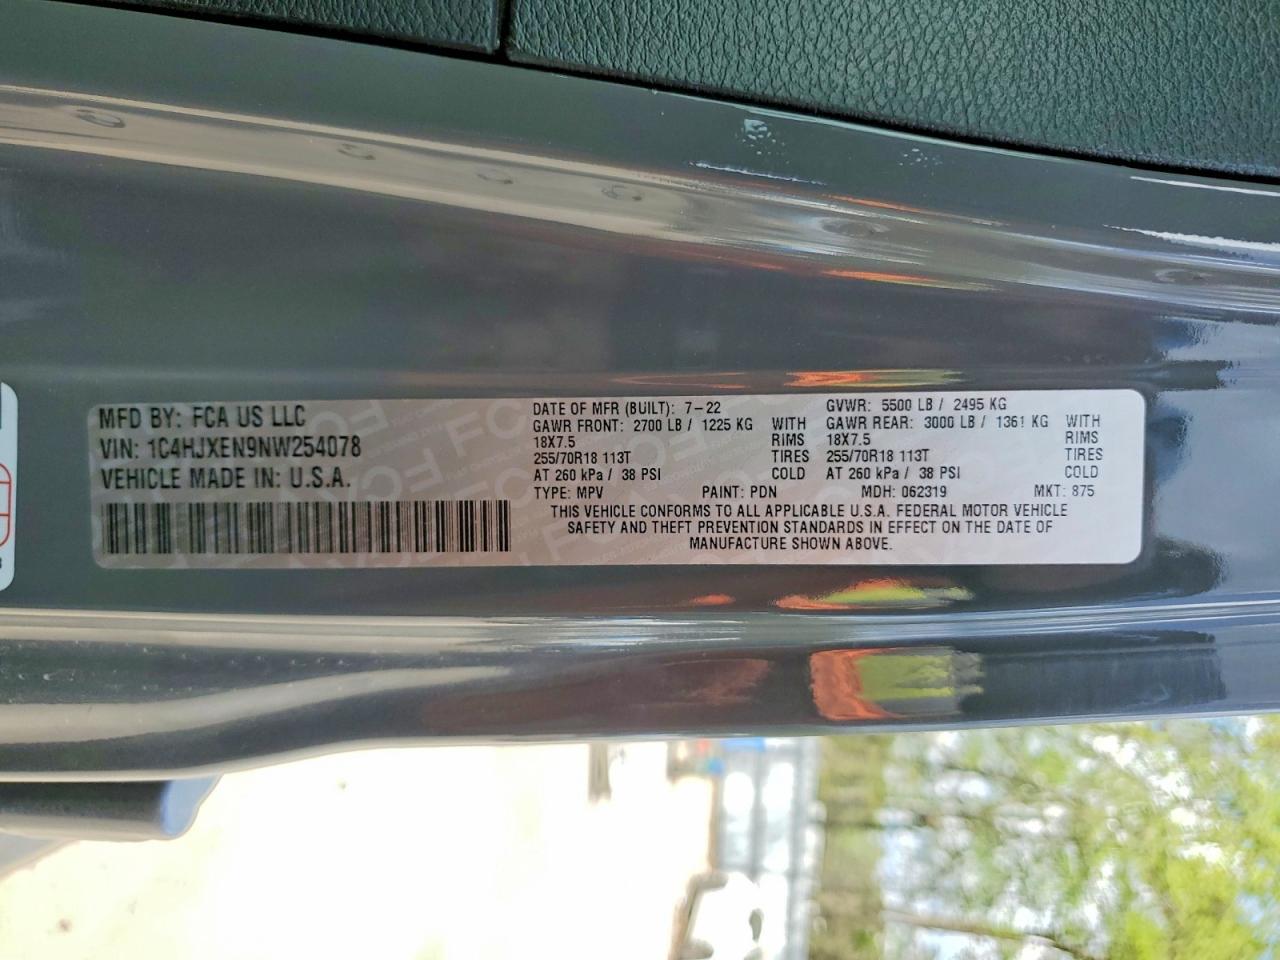 MFD BY: FCA US LLC
VIN: 1C4HJXEN9NW254078
VEHICLE MADE IN: U.S.A.
DATE OF MFR (BUILT): 7-22
GAWR FRONT: 2700 LB / 1225 KG WITH
18X7.5 RIMS
255/70R18 113T TIRES
AT 260 kPa / 38 PSI COLD
GVWR: 5500 LB / 2495 KG
GAWR REAR: 3000 LB / 1361 KG WITH
18X7.5 RIMS
255/70R18 113T TIRES
AT 260 kPa / 38 PSI COLD
TYPE: MPV PAINT: PDN MDH: 062319 MKT: 875
THIS VEHICLE CONFORMS TO ALL APPLICABLE U.S.A. FEDERAL MOTOR VEHICLE
SAFETY AND THEFT PREVENTION STANDARDS IN EFFECT ON THE DATE OF
MANUFACTURE SHOWN ABOVE.